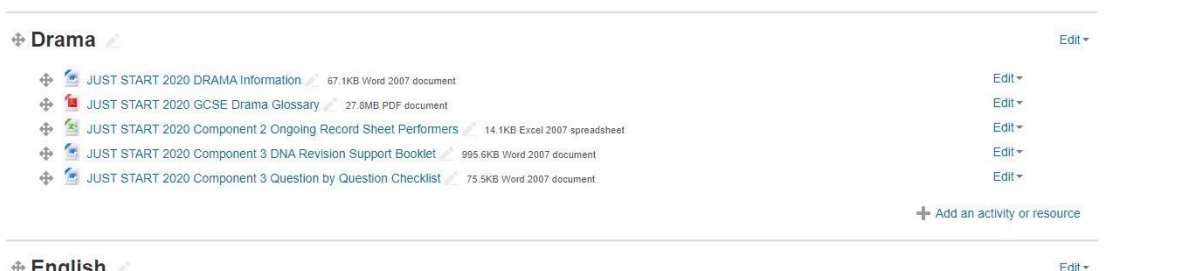 Drama Edit
JUST START 2020 DRAMA Information 67.1KB Word 2007 document Edit
JUST START 2020 GCSE Drama Glossary 27.8MB PDF document Edit
JUST START 2020 Component 2 Ongoing Record Sheet Performers 14.1KB Excel 2007 spreadsheet Edit
JUST START 2020 Component 3 DNA Revision Support Booklet 995.6KB Word 2007 document Edit
JUST START 2020 Component 3 Question by Question Checklist 75.5KB Word 2007 document Edit
Add an activity or resource
English Edit